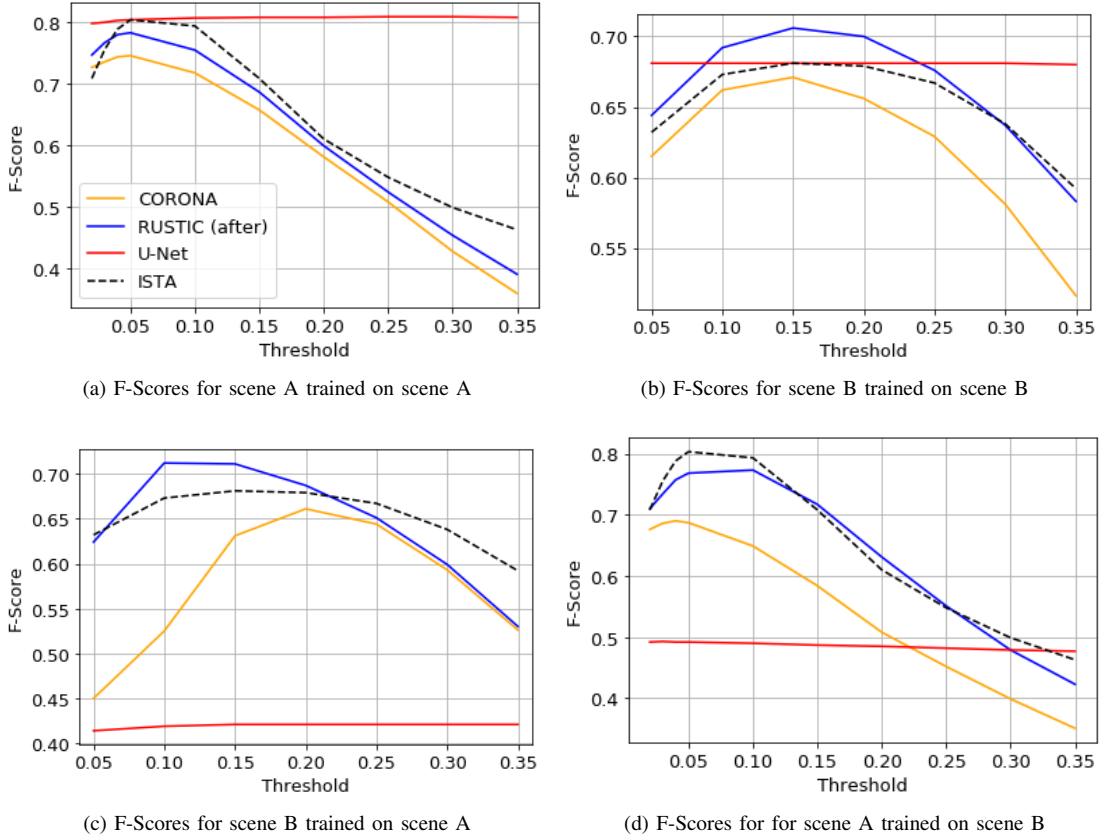 0.8
0.7
0.6
0.5
0.4
F-Score
CORONA
RUSTIC (after)
U-Net
ISTA
0.05 0.10 0.15 0.20 0.25 0.30 0.35
Threshold
(a) F-Scores for scene A trained on scene A
0.70
0.65
0.60
0.55
F-Score
0.05 0.10 0.15 0.20 0.25 0.30 0.35
Threshold
(b) F-Scores for scene B trained on scene B
0.70
0.65
0.60
0.55
0.50
0.45
0.40
F-Score
0.05 0.10 0.15 0.20 0.25 0.30 0.35
Threshold
(c) F-Scores for scene B trained on scene A
0.8
0.7
0.6
0.5
0.4
F-Score
0.05 0.10 0.15 0.20 0.25 0.30 0.35
Threshold
(d) F-Scores for for scene A trained on scene B